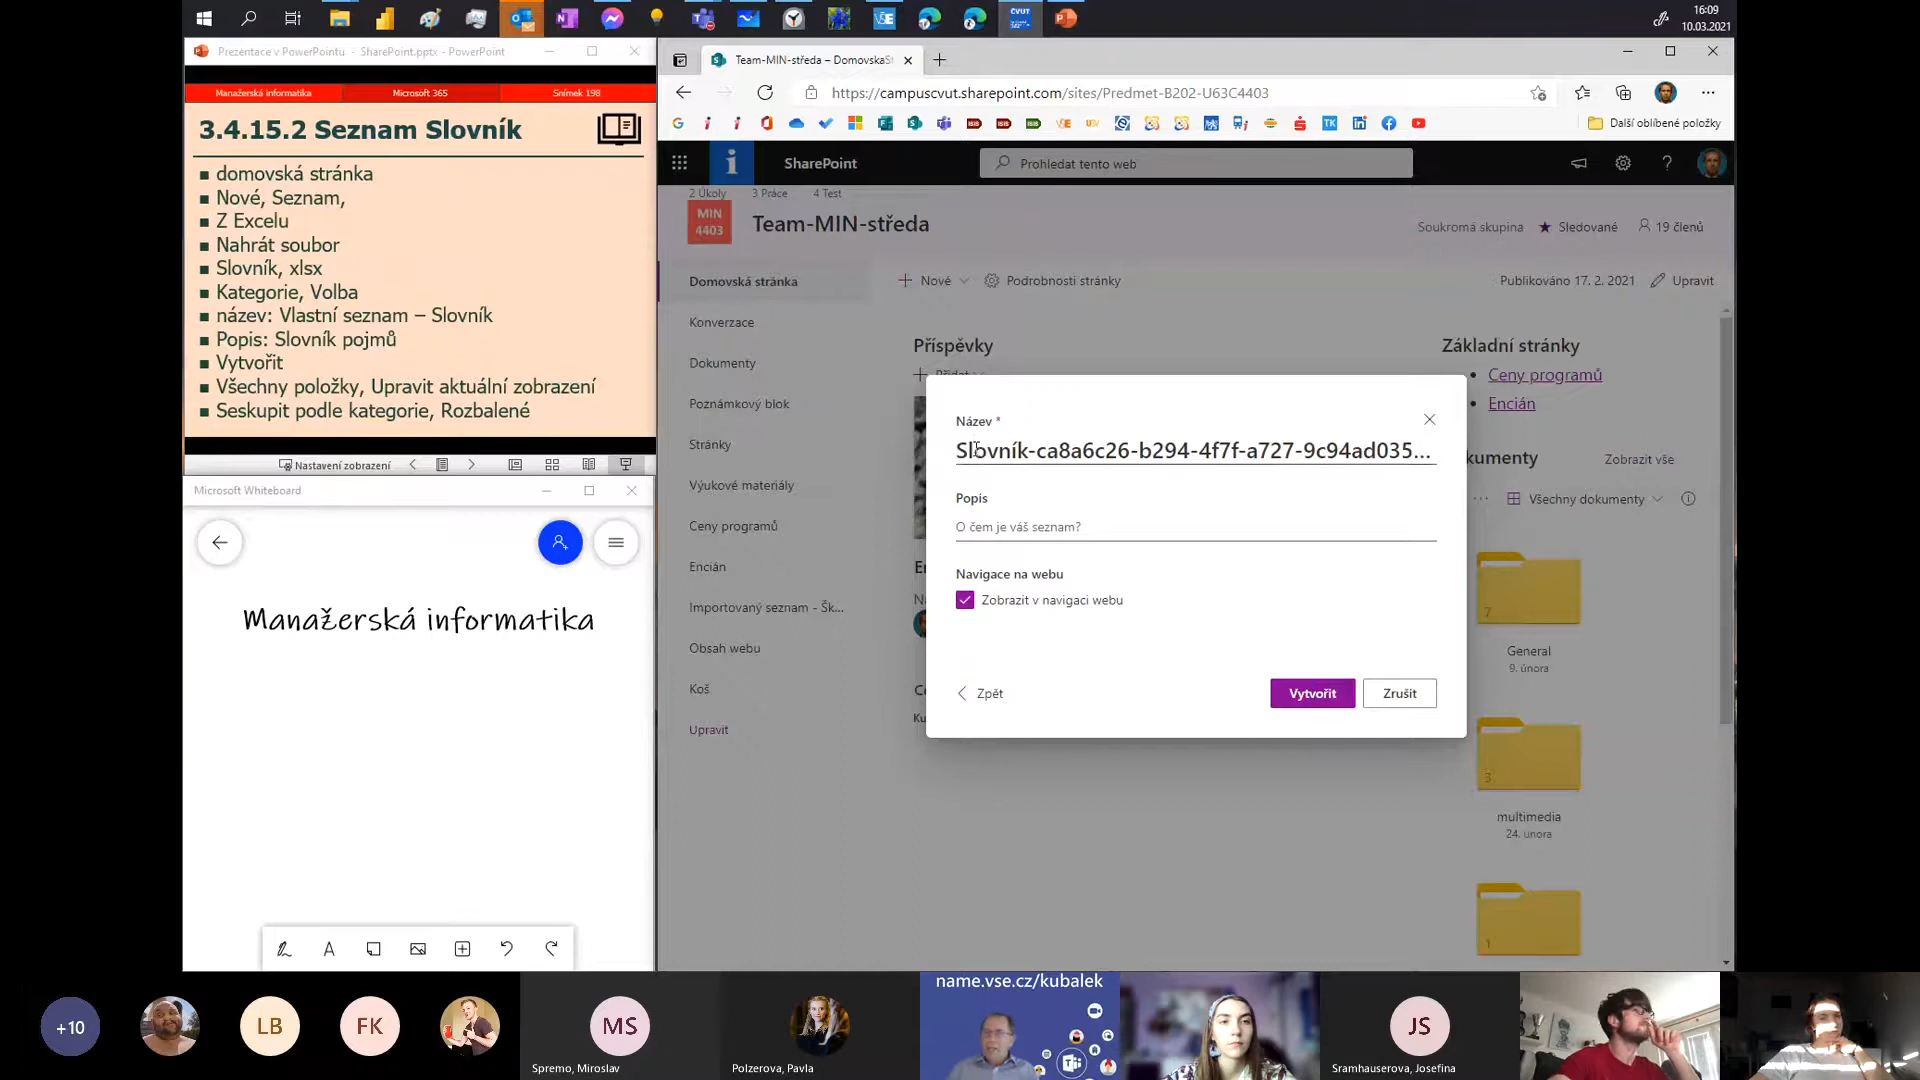 16:09
10.03.2021
Prezentace v PowerPointu - SharePoint.pptx - PowerPoint
Manažerská informatika
Microsoft 365
Snímek 198
3.4.15.2 Seznam Slovník
domovská stránka
Nové, Seznam,
Z Excelu
Nahrát soubor
Slovník, xlsx
Kategorie, Volba
název: Vlastní seznam – Slovník
Popis: Slovník pojmů
Vytvořit
Všechny položky, Upravit aktuální zobrazení
Seskupit podle kategorie, Rozbalené
Nastavení zobrazení
Microsoft Whiteboard
Manažerská informatika
Team-MIN-středa – DomovskaS
https://campuscvut.sharepoint.com/sites/Predmet-B202-U63C4403
Další oblíbené položky
SharePoint
Prohledat tento web
2 Úkoly
3 Práce
4 Test
MIN
4403
Team-MIN-středa
Soukromá skupina
Sledované
19 členů
Domovská stránka
Nové
Podrobnosti stránky
Publikováno 17. 2. 2021
Upravit
Konverzace
Dokumenty
Poznámkový blok
Stránky
Výukové materiály
Ceny programů
Encián
Importovaný seznam - Šk...
Obsah webu
Koš
Upravit
Příspěvky
Základní stránky
Ceny programů
Encián
Název *
Slovník-ca8a6c26-b294-4f7f-a727-9c94ad035...
Popis
O čem je váš seznam?
Navigace na webu
Zobrazit v navigaci webu
Zpět
Vytvořit
Zrušit
kumenty
Zobrazit vše
Všechny dokumenty
7
General
9. února
3
multimedia
24. února
1
+10
LB
FK
MS
Spremo, Miroslav
Polzerova, Pavla
name.vse.cz/kubalek
JS
Sramhauserova, Josefina